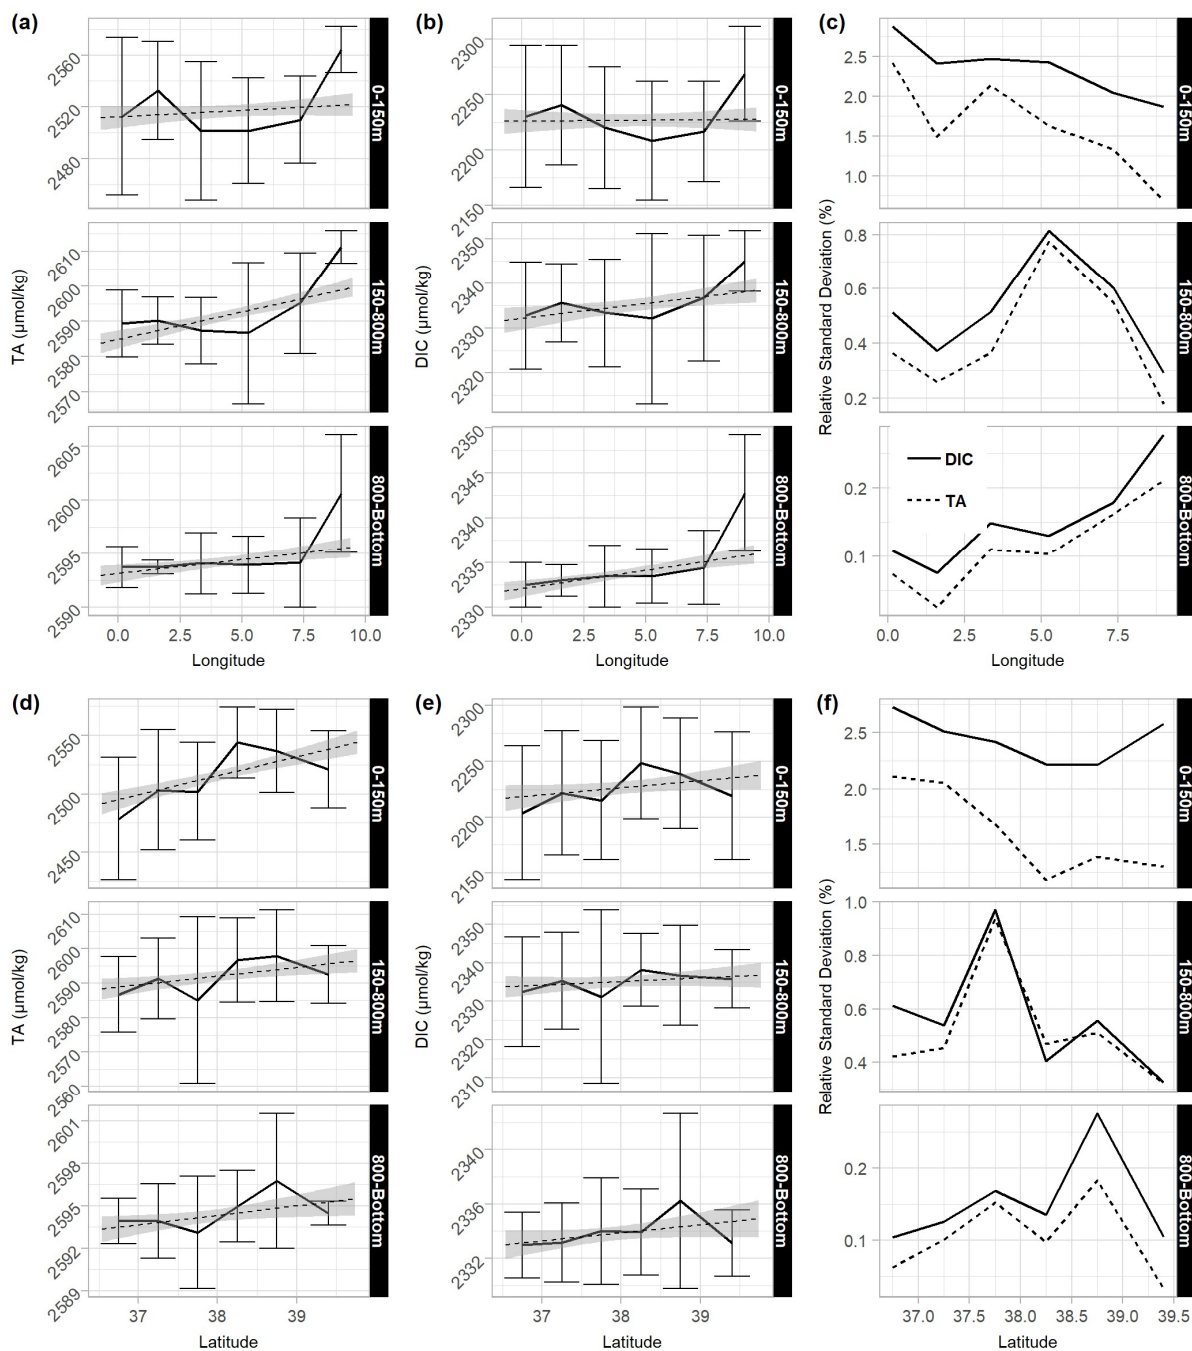 (a)
(b)
(c)
2560
2520
2480
0-150m
2300
2250
2200
2150
0-150m
2.5
2.0
1.5
1.0
0-150m
2610
2600
2590
2580
2570
150-800m
2350
2340
2330
2320
150-800m
0.8
0.6
0.4
0.2
150-800m
TA (µmol/kg)
DIC (µmol/kg)
Relative Standard Deviation (%)
2605
2600
2595
2590
800-Bottom
2350
2345
2340
2335
2330
800-Bottom
0.2
0.1
DIC
TA
800-Bottom
0.0 2.5 5.0 7.5 10.0
0.0 2.5 5.0 7.5 10.0
0.0 2.5 5.0 7.5
Longitude
Longitude
Longitude
(d)
(e)
(f)
2550
2500
2450
0-150m
2300
2250
2200
2150
0-150m
2.5
2.0
1.5
0-150m
2610
2600
2590
2580
2570
2560
150-800m
2350
2340
2330
2320
2310
150-800m
1.0
0.8
0.6
0.4
150-800m
TA (µmol/kg)
DIC (µmol/kg)
Relative Standard Deviation (%)
2601
2598
2595
2592
2589
800-Bottom
2340
2336
2332
800-Bottom
0.2
0.1
800-Bottom
37 38 39
37 38 39
37.0 37.5 38.0 38.5 39.0 39.5
Latitude
Latitude
Latitude